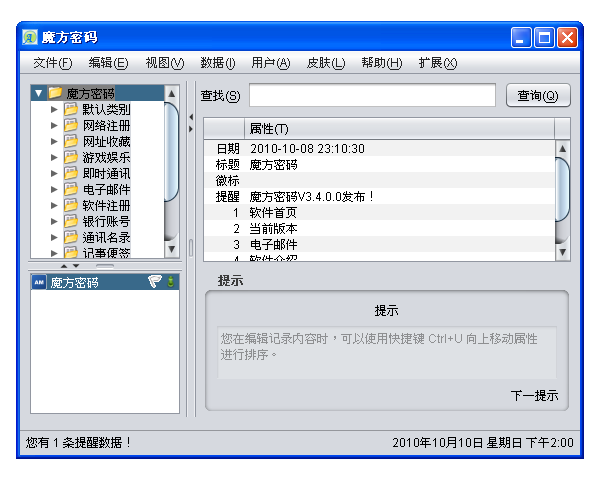 魔方密码
文件(F) 编辑(E) 视图(V) 数据(I) 用户(A) 皮肤(L) 帮助(H) 扩展(X)
魔方密码
默认类别
网络注册
网址收藏
游戏娱乐
即时通讯
电子邮件
软件注册
银行账号
通讯名录
记事便签
AM 魔方密码
查找(S) 查询(Q)
属性(T)
日期 2010-10-08 23:10:30
标题 魔方密码
徽标
提醒 魔方密码V3.4.0.0发布！
1 软件首页
2 当前版本
3 电子邮件
4 软件介绍
提示
提示
您在编辑记录内容时，可以使用快捷键 Ctrl+U 向上移动属性
进行排序。
下一提示
您有 1 条提醒数据！ 2010年10月10日 星期日 下午2:00